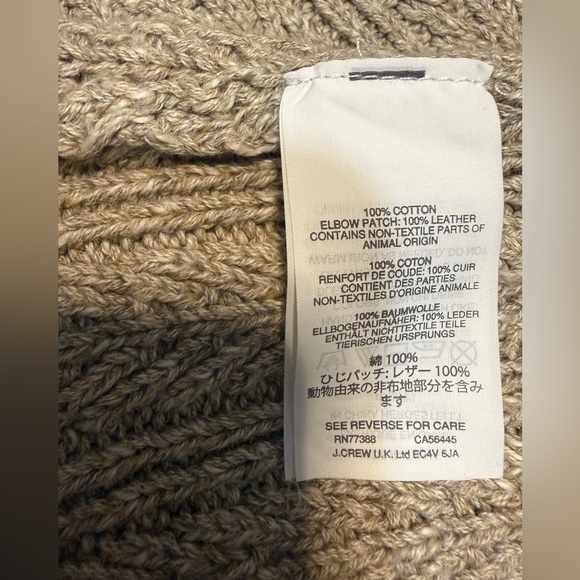 100% COTTON
ELBOW PATCH: 100% LEATHER
CONTAINS NON-TEXTILE PARTS OF
ANIMAL ORIGIN
100% COTON
RENFORT DE COUDE: 100% CUIR
CONTIENT DES PARTIES
NON-TEXTILES D'ORIGINE ANIMALE
100% BAUMWOLLE
ELLBOGENAUFNÄHER: 100% LEDER
ENTHÄLT NICHTTEXTILE TEILE
TIERISCHEN URSPRUNGS
綿 100%
ひじパッチ: レザー 100%
動物由来の非布地部分を含み
ます
SEE REVERSE FOR CARE
RN77388 CA56445
J.CREW U.K. Ltd EC4V 6JA